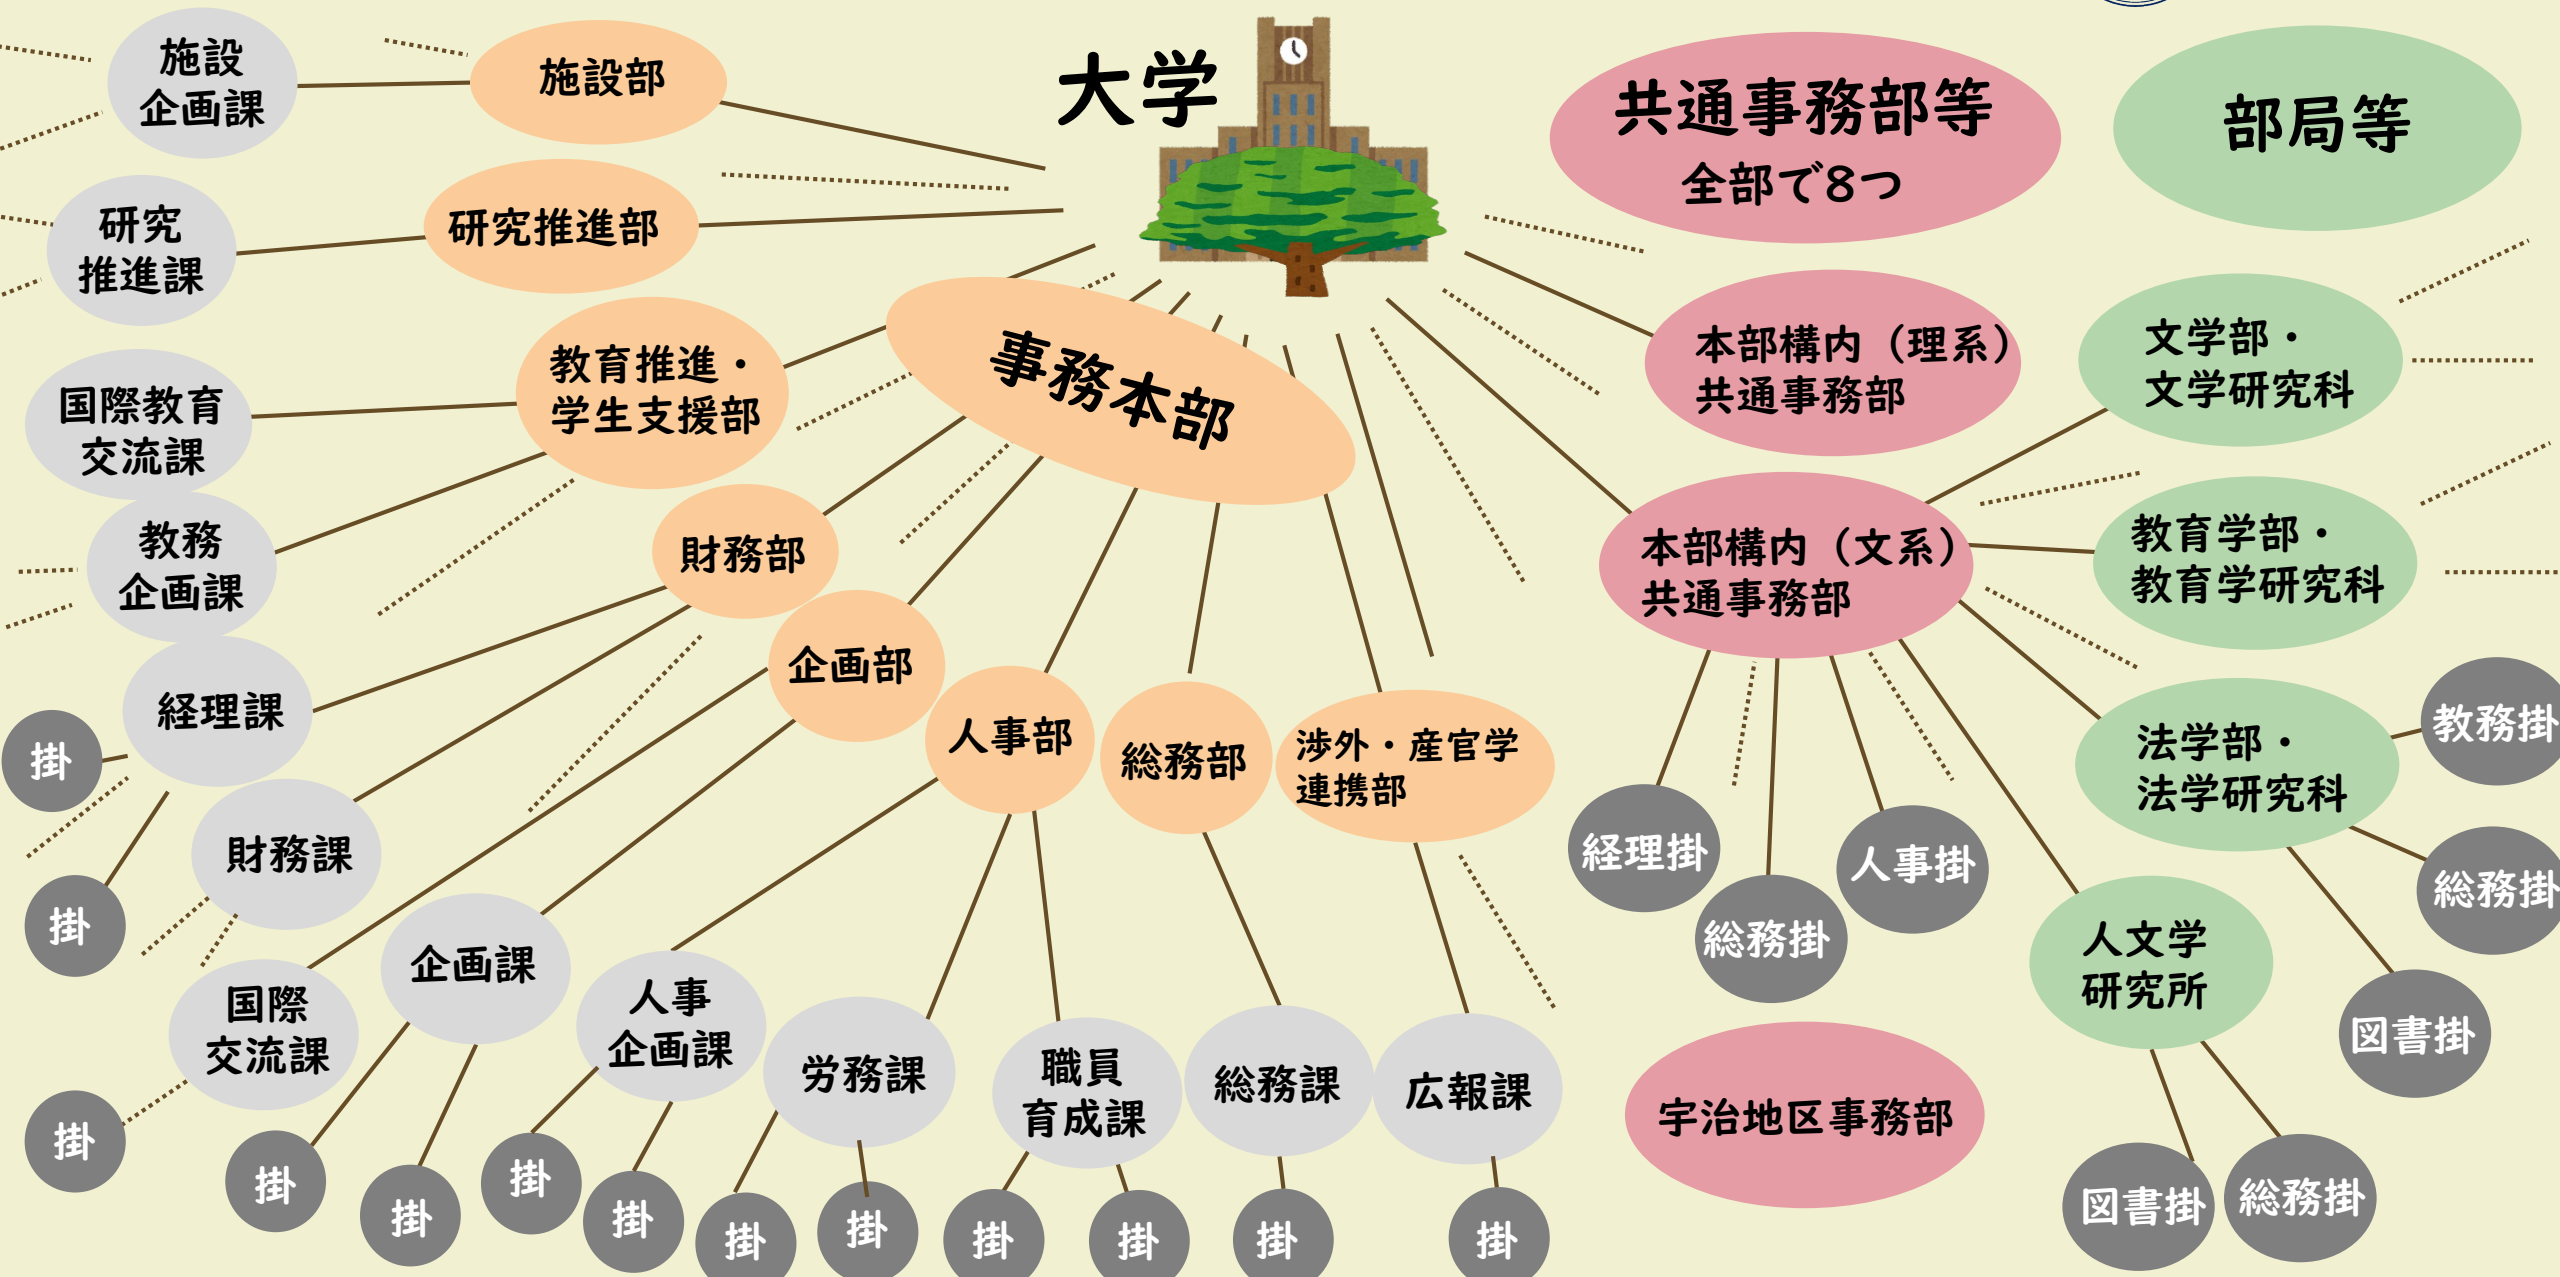 大学
共通事務部等
全部で8つ
部局等
施設
企画課
施設部
研究
推進課
研究推進部
国際教育
交流課
教育推進・
学生支援部
事務本部
本部構内（理系）
共通事務部
文学部・
文学研究科
教務
企画課
財務部
本部構内（文系）
共通事務部
教育学部・
教育学研究科
経理課
企画部
人事部
総務部
渉外・産官学
連携部
法学部・
法学研究科
教務掛
掛
掛
財務課
経理掛
総務掛
人事掛
総務掛
国際
交流課
企画課
人事
企画課
労務課
職員
育成課
総務課
広報課
人文学
研究所
図書掛
宇治地区事務部
掛
掛
掛
掛
掛
掛
掛
掛
掛
掛
掛
図書掛
総務掛